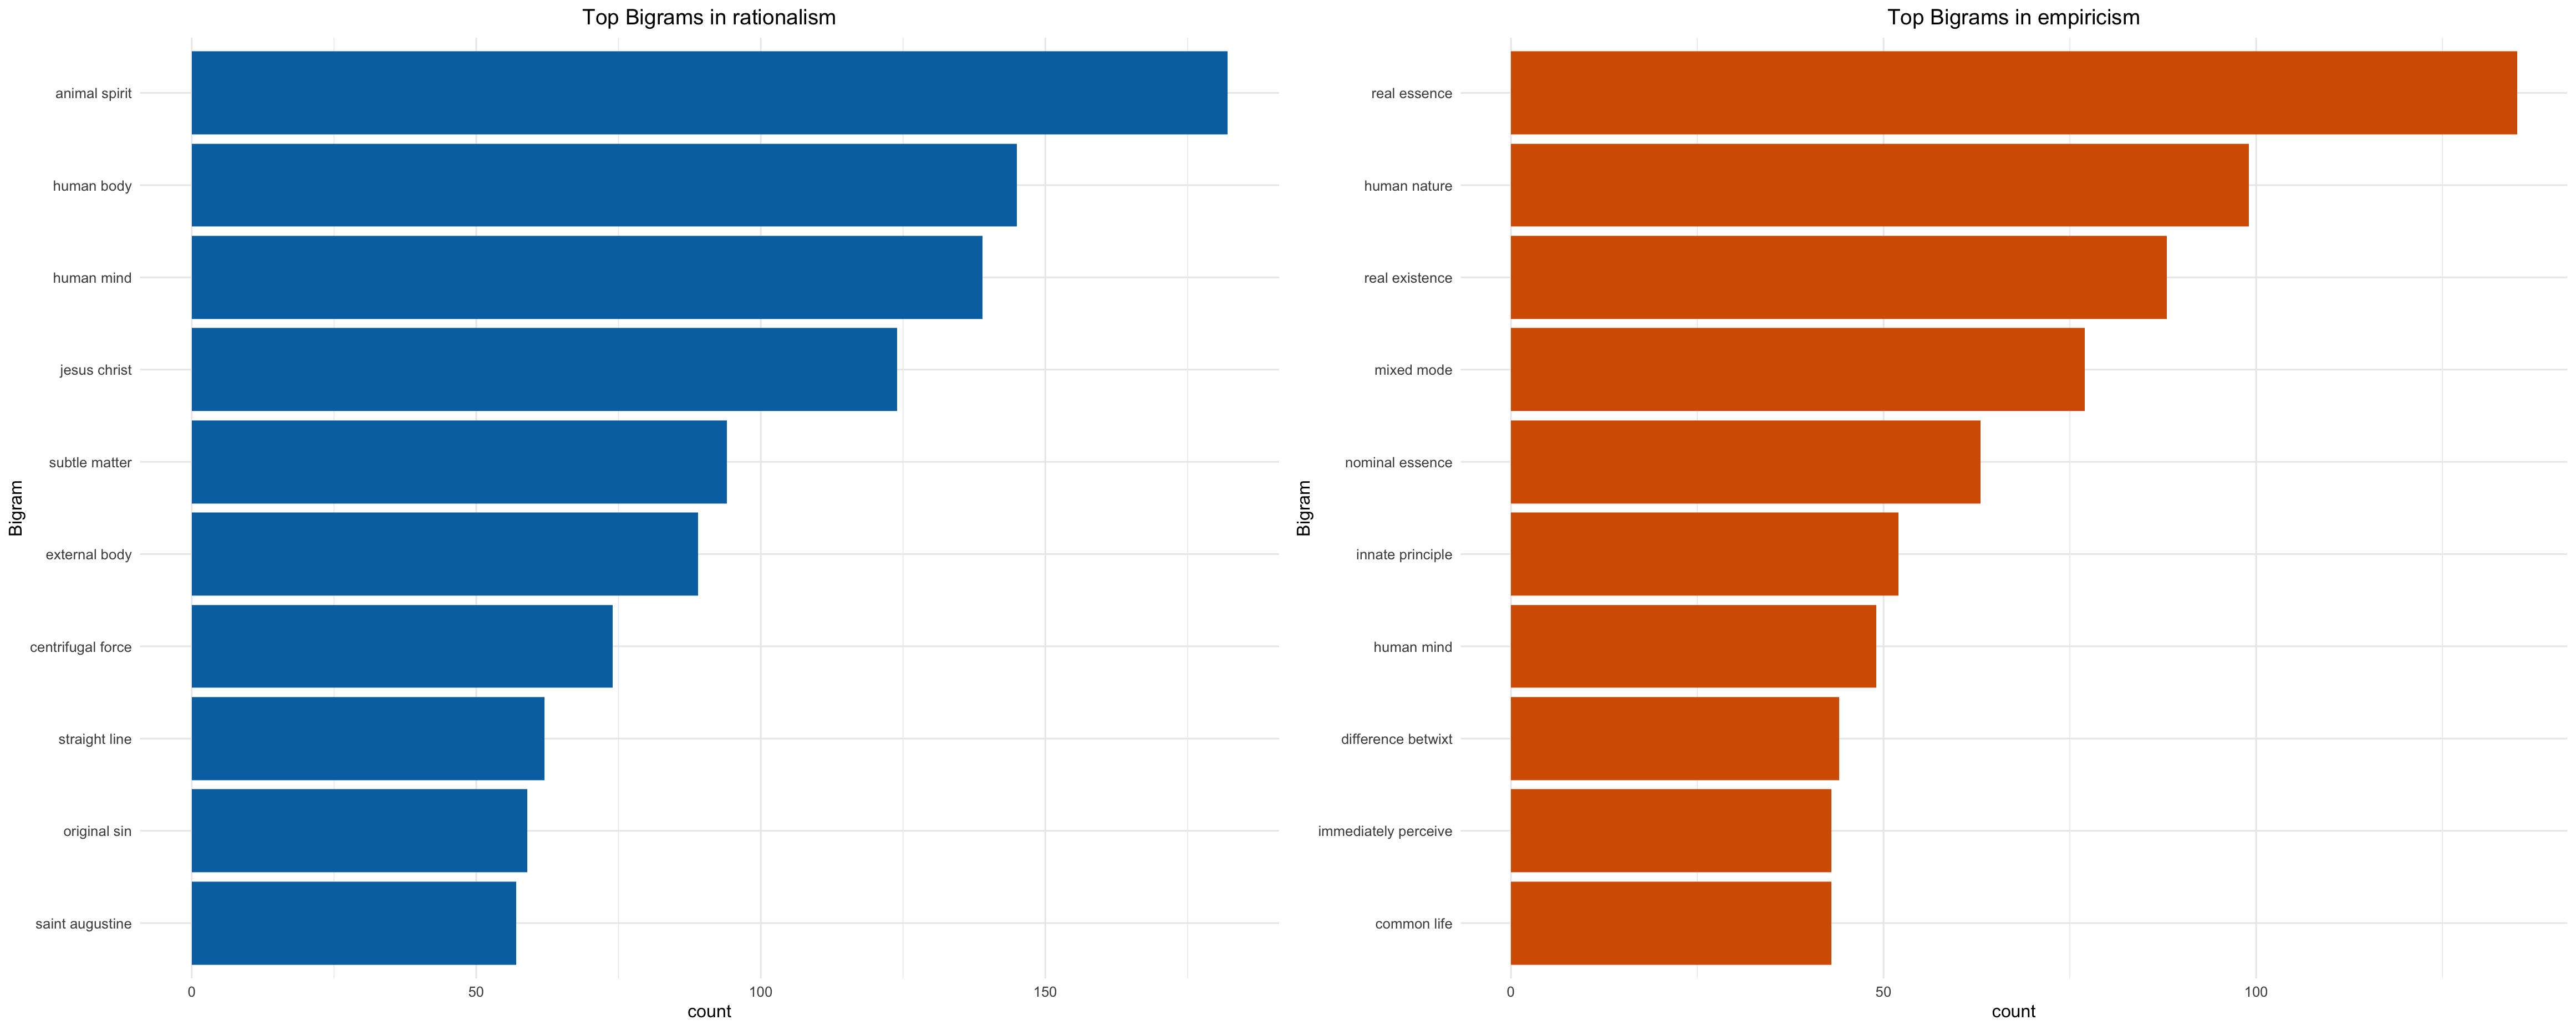 Top Bigrams in rationalism
Bigram
animal spirit
human body
human mind
jesus christ
subtle matter
external body
centrifugal force
straight line
original sin
saint augustine
0 50 100 150
count
Top Bigrams in empiricism
Bigram
real essence
human nature
real existence
mixed mode
nominal essence
innate principle
human mind
difference betwixt
immediately perceive
common life
0 50 100
count